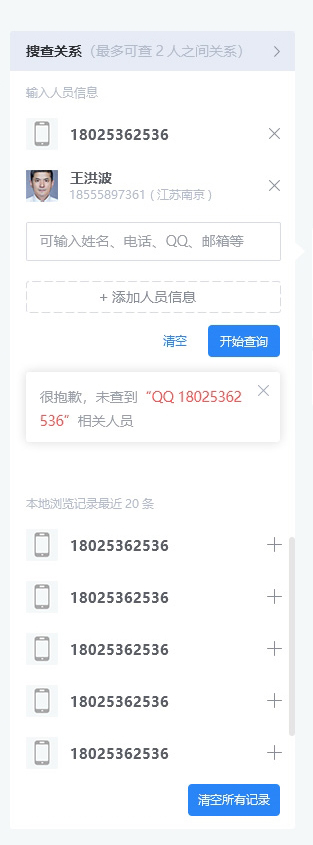 搜查关系（最多可查 2 人之间关系）
输入人员信息
18025362536
王洪波
18555897361 ( 江苏南京 )
可输入姓名、电话、QQ、邮箱等
+ 添加人员信息
清空 开始查询
很抱歉，未查到“QQ 18025362
536”相关人员
本地浏览记录最近 20 条
18025362536
18025362536
18025362536
18025362536
18025362536
清空所有记录